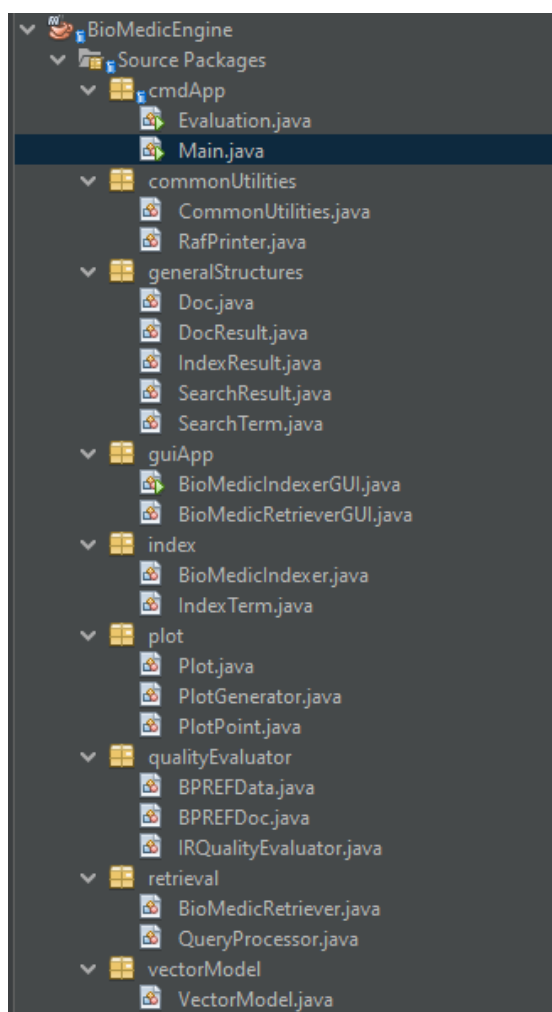 BioMedicEngine
Source Packages
cmdApp
Evaluation.java
Main.java
commonUtilities
CommonUtilities.java
RafPrinter.java
generalStructures
Doc.java
DocResult.java
IndexResult.java
SearchResult.java
SearchTerm.java
guiApp
BioMedicIndexerGUI.java
BioMedicRetrieverGUI.java
index
BioMedicIndexer.java
IndexTerm.java
plot
Plot.java
PlotGenerator.java
PlotPoint.java
qualityEvaluator
BPREFData.java
BPREFDoc.java
IRQualityEvaluator.java
retrieval
BioMedicRetriever.java
QueryProcessor.java
vectorModel
VectorModel.java